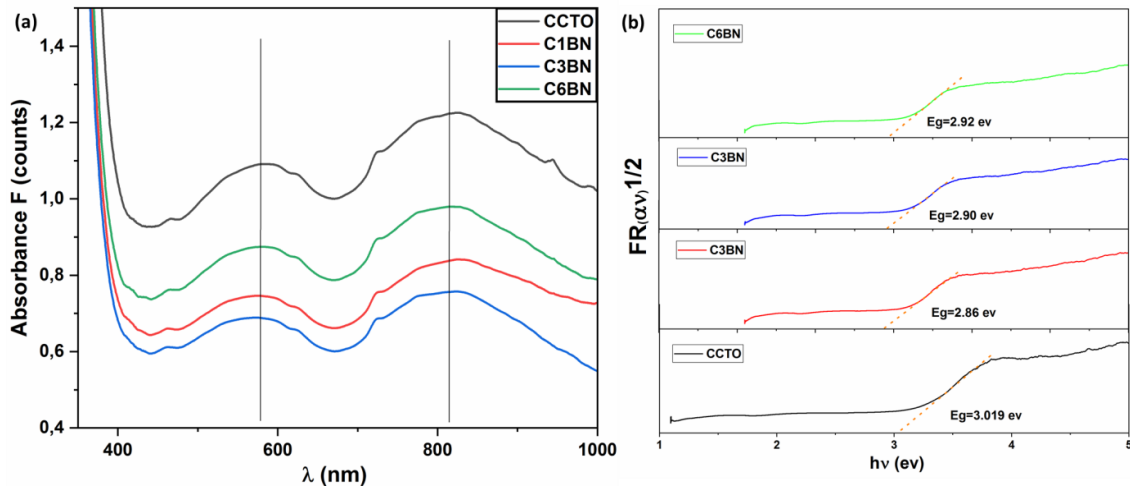 (a)
CCTO
C1BN
C3BN
C6BN
1,4
1,2
1,0
0,8
0,6
0,4
Absorbance F (counts)
400
600
800
1000
λ (nm)
(b)
C6BN
Eg=2.92 ev
C3BN
Eg=2.90 ev
C3BN
Eg=2.86 ev
CCTO
Eg=3.019 ev
FR(αν)1/2
1
2
3
4
5
hν (ev)